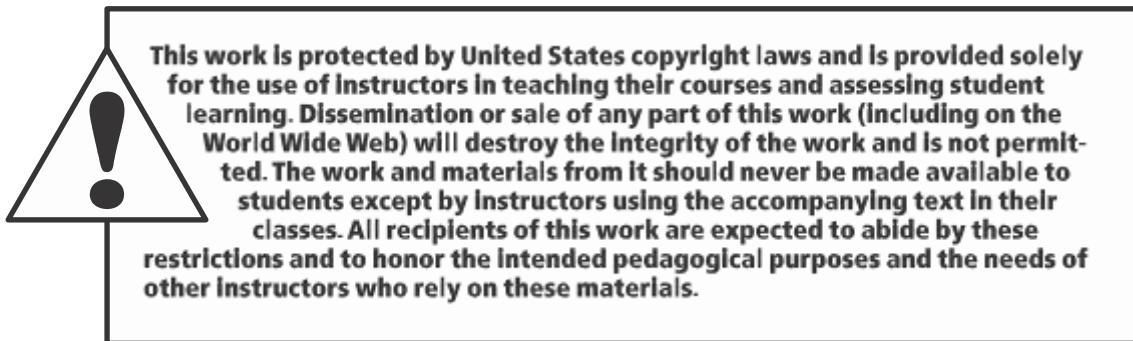 This work is protected by United States copyright laws and is provided solely
for the use of instructors in teaching their courses and assessing student
learning. Dissemination or sale of any part of this work (including on the
World Wide Web) will destroy the integrity of the work and is not permit-
ted. The work and materials from it should never be made available to
students except by instructors using the accompanying text in their
classes. All recipients of this work are expected to abide by these
restrictions and to honor the intended pedagogical purposes and the needs of
other instructors who rely on these materials.